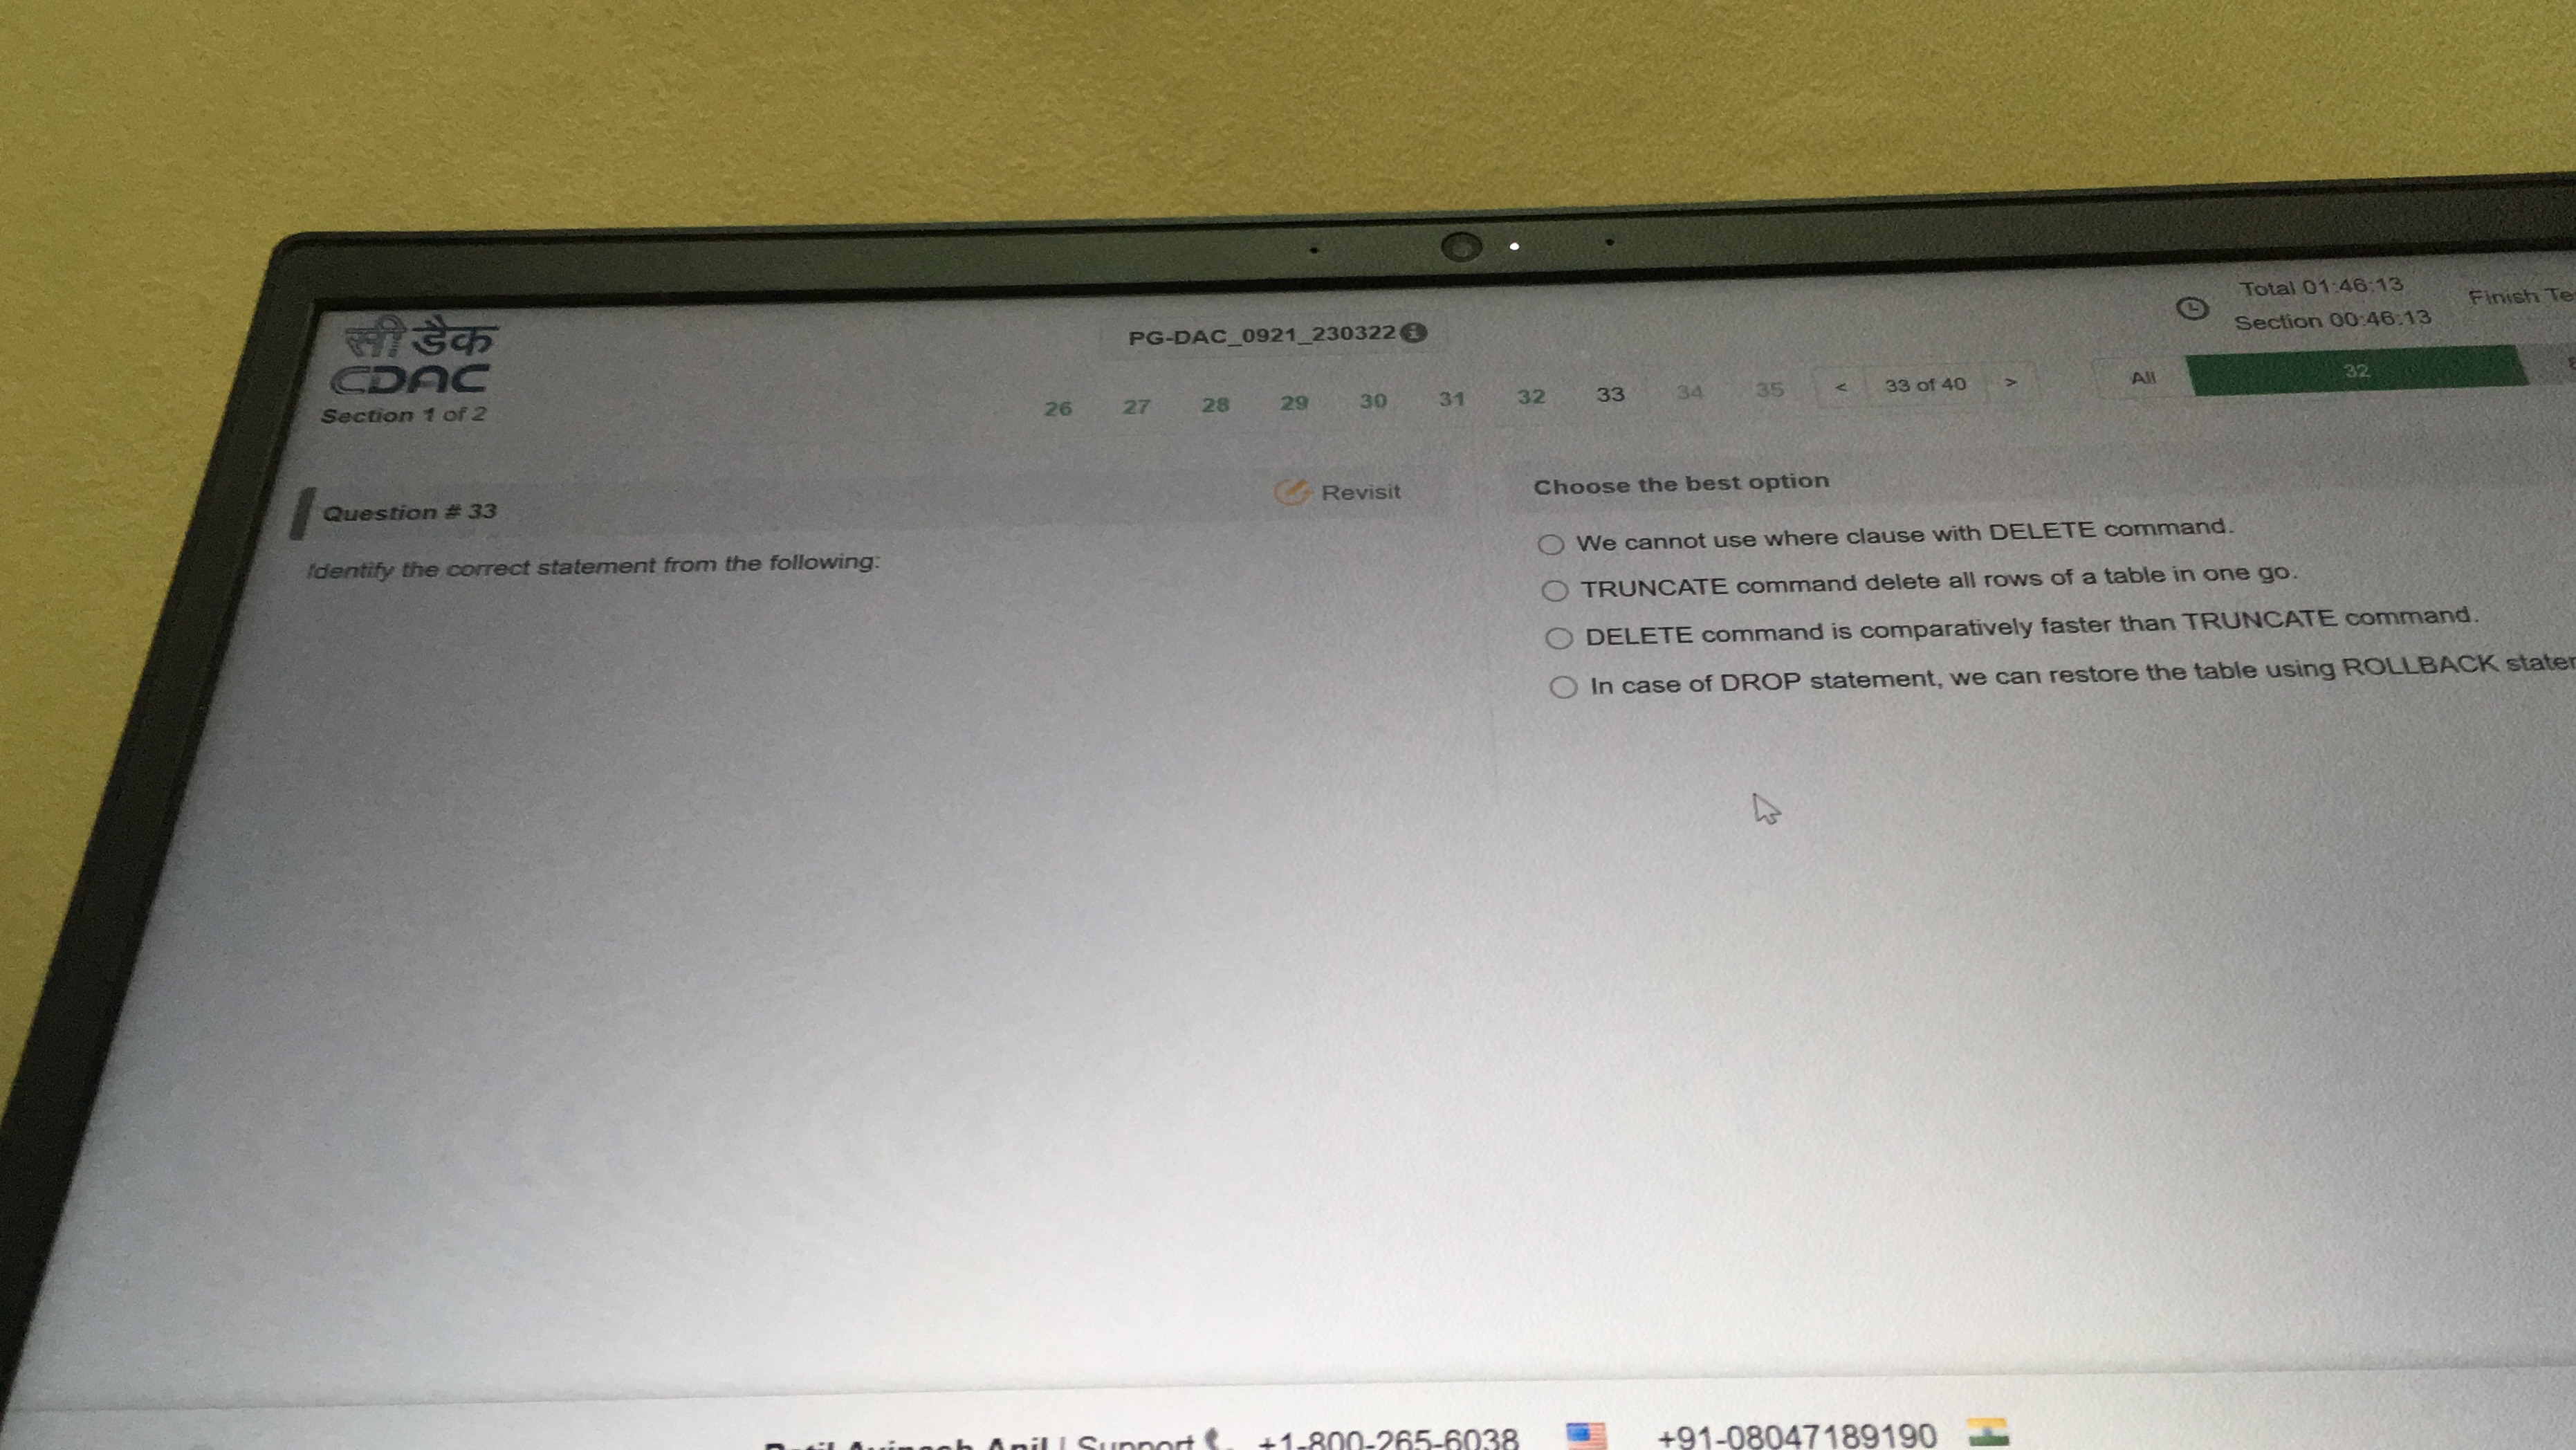 सी डैक
CDAC
Section 1 of 2
PG-DAC_0921_230322
Total 01:46:13
Section 00:46:13
Finish
26 27 28 29 30 31 32 33 34 35 < 33 of 40 >
All 32
Question # 33
Revisit
Identify the correct statement from the following:
Choose the best option
We cannot use where clause with DELETE command.
TRUNCATE command delete all rows of a table in one go.
DELETE command is comparatively faster than TRUNCATE command.
In case of DROP statement, we can restore the table using ROLLBACK
Anil | Support +1-800-265-6038 +91-08047189190